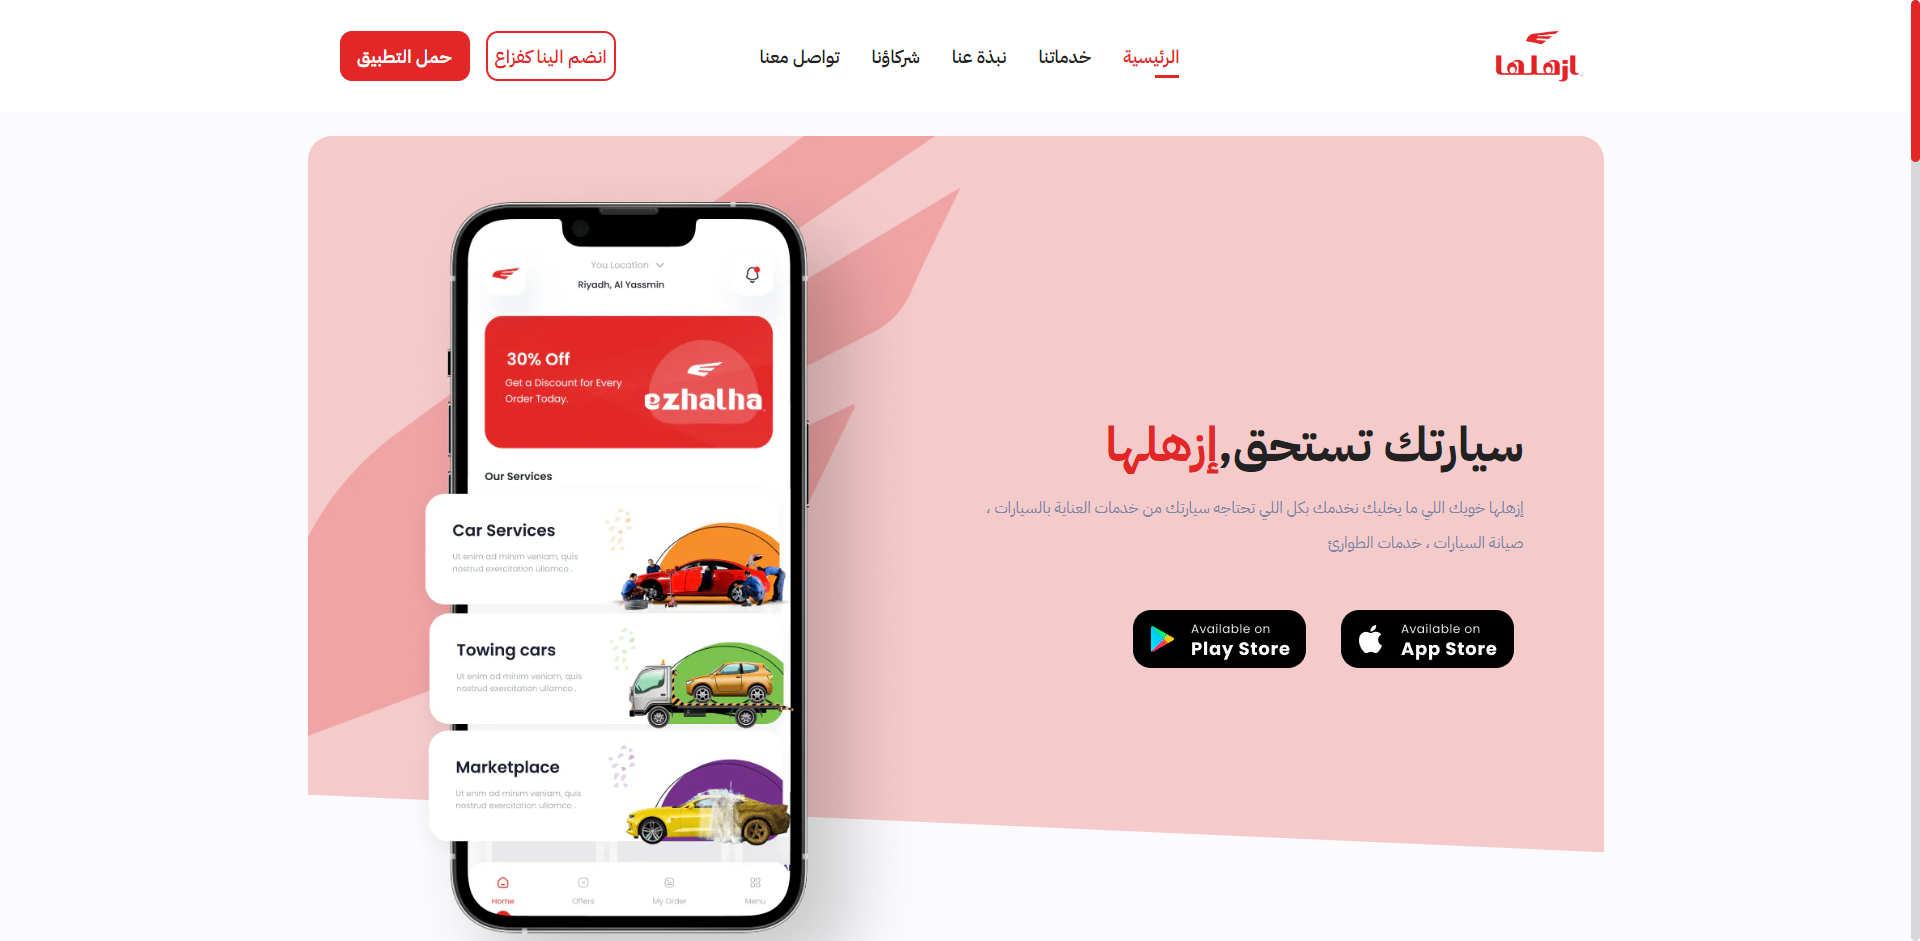 ازهلها
الرئيسية
خدماتنا
نبذة عنا
شركاؤنا
تواصل معنا
انضم الينا كفزاع
حمل التطبيق
سيارتك تستحق,إزهلها
إزهلها خويك اللي ما يخليك نخدمك بكل اللي تحتاجه سيارتك من خدمات العناية بالسيارات ،
صيانة السيارات ، خدمات الطوارئ
Available on
App Store
Available on
Play Store
You Location
Riyadh, Al Yassmin
30% Off
Get a Discount for Every
Order Today.
ezhalha
Our Services
Car Services
Ut enim ad minim veniam, quis
nostrud exercitation ullamco .
Towing cars
Ut enim ad minim veniam, quis
nostrud exercitation ullamco .
Marketplace
Ut enim ad minim veniam, quis
nostrud exercitation ullamco .
Home
Offers
My Order
Menu